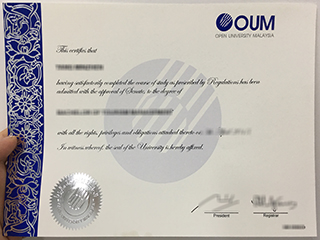 OUM
OPEN UNIVERSITY MALAYSIA
This certifies that
having satisfactorily completed the course of study as prescribed by Regulations has been
admitted with the approval of Senate, to the degree of
with all the rights, privileges and obligations attached thereto on
In witness whereof, the seal of the University is hereby affixed.
President
Registrar